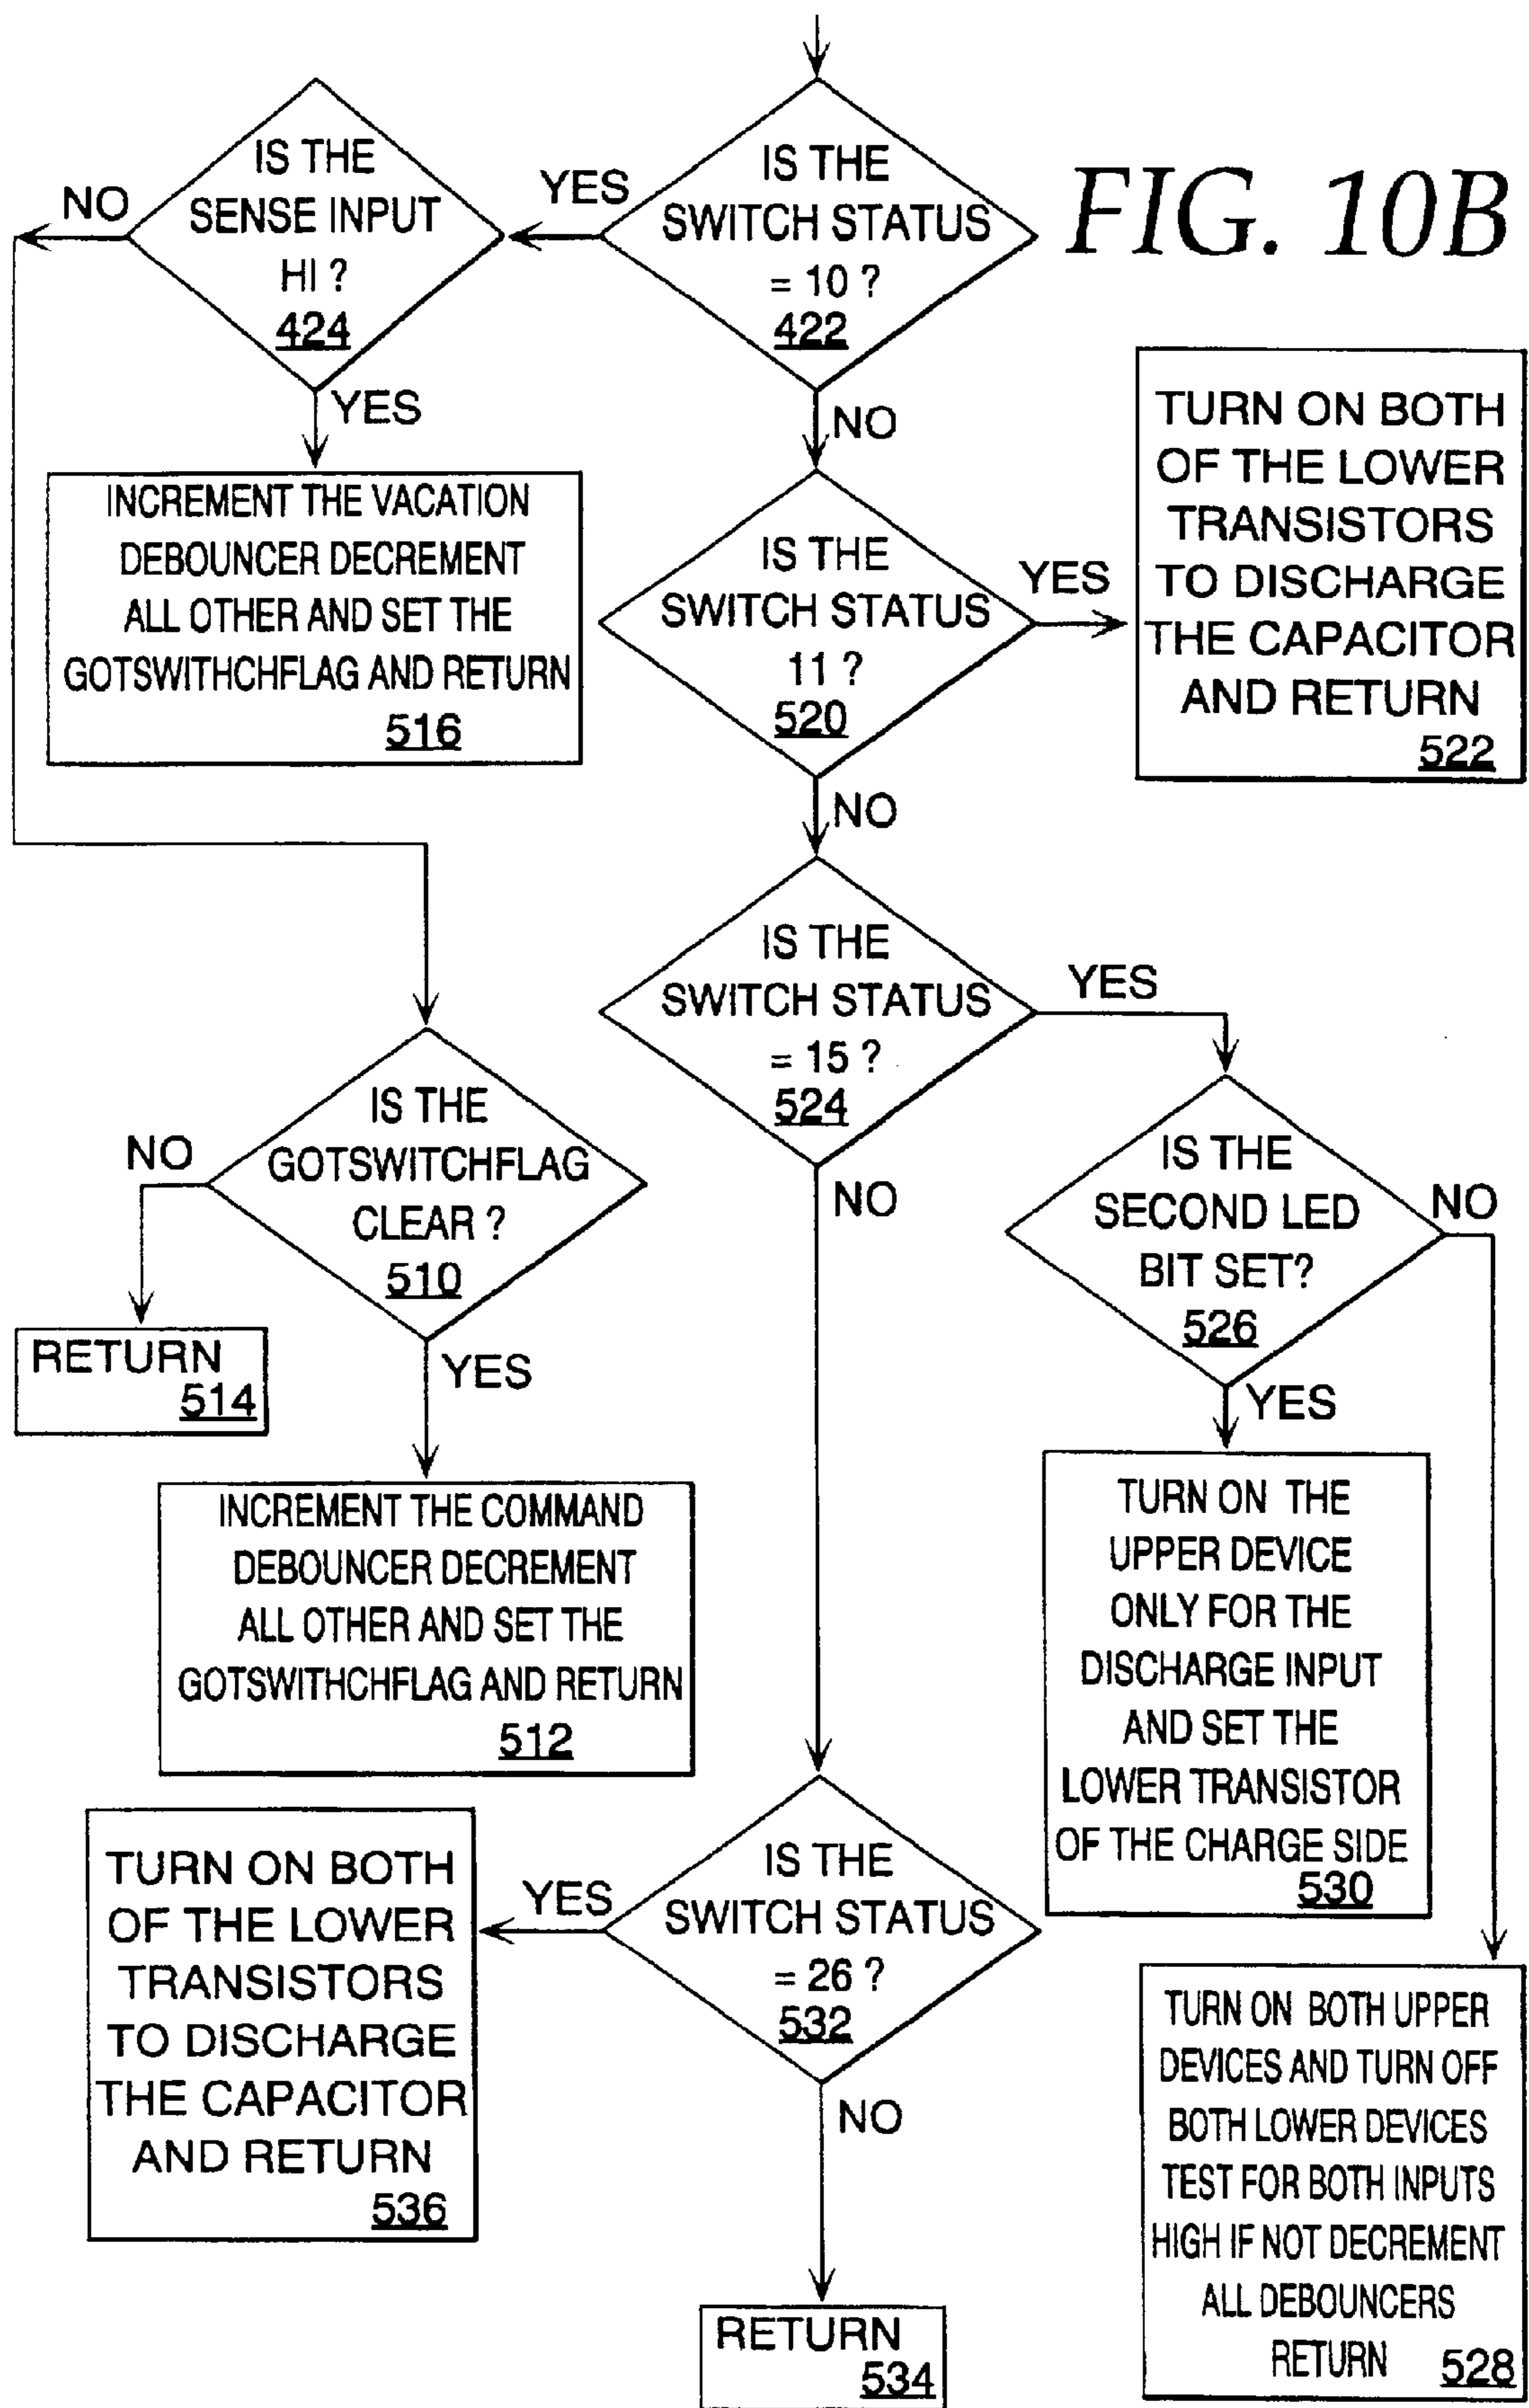 FIG. 10B
IS THE
SWITCH STATUS
= 10 ?
422
YES
NO
IS THE
SENSE INPUT
HI ?
424
NO
YES
INCREMENT THE VACATION
DEBOUNCER DECREMENT
ALL OTHER AND SET THE
GOTSWITHCHFLAG AND RETURN
516
IS THE
SWITCH STATUS
11 ?
520
YES
NO
TURN ON BOTH
OF THE LOWER
TRANSISTORS
TO DISCHARGE
THE CAPACITOR
AND RETURN
522
IS THE
SWITCH STATUS
= 15 ?
524
YES
NO
IS THE
GOTSWITCHFLAG
CLEAR ?
510
NO
YES
RETURN
514
INCREMENT THE COMMAND
DEBOUNCER DECREMENT
ALL OTHER AND SET THE
GOTSWITHCHFLAG AND RETURN
512
IS THE
SECOND LED
BIT SET?
526
NO
YES
TURN ON THE
UPPER DEVICE
ONLY FOR THE
DISCHARGE INPUT
AND SET THE
LOWER TRANSISTOR
OF THE CHARGE SIDE
530
IS THE
SWITCH STATUS
= 26 ?
532
YES
NO
TURN ON BOTH
OF THE LOWER
TRANSISTORS
TO DISCHARGE
THE CAPACITOR
AND RETURN
536
TURN ON BOTH UPPER
DEVICES AND TURN OFF
BOTH LOWER DEVICES
TEST FOR BOTH INPUTS
HIGH IF NOT DECREMENT
ALL DEBOUNCERS
RETURN
528
RETURN
534